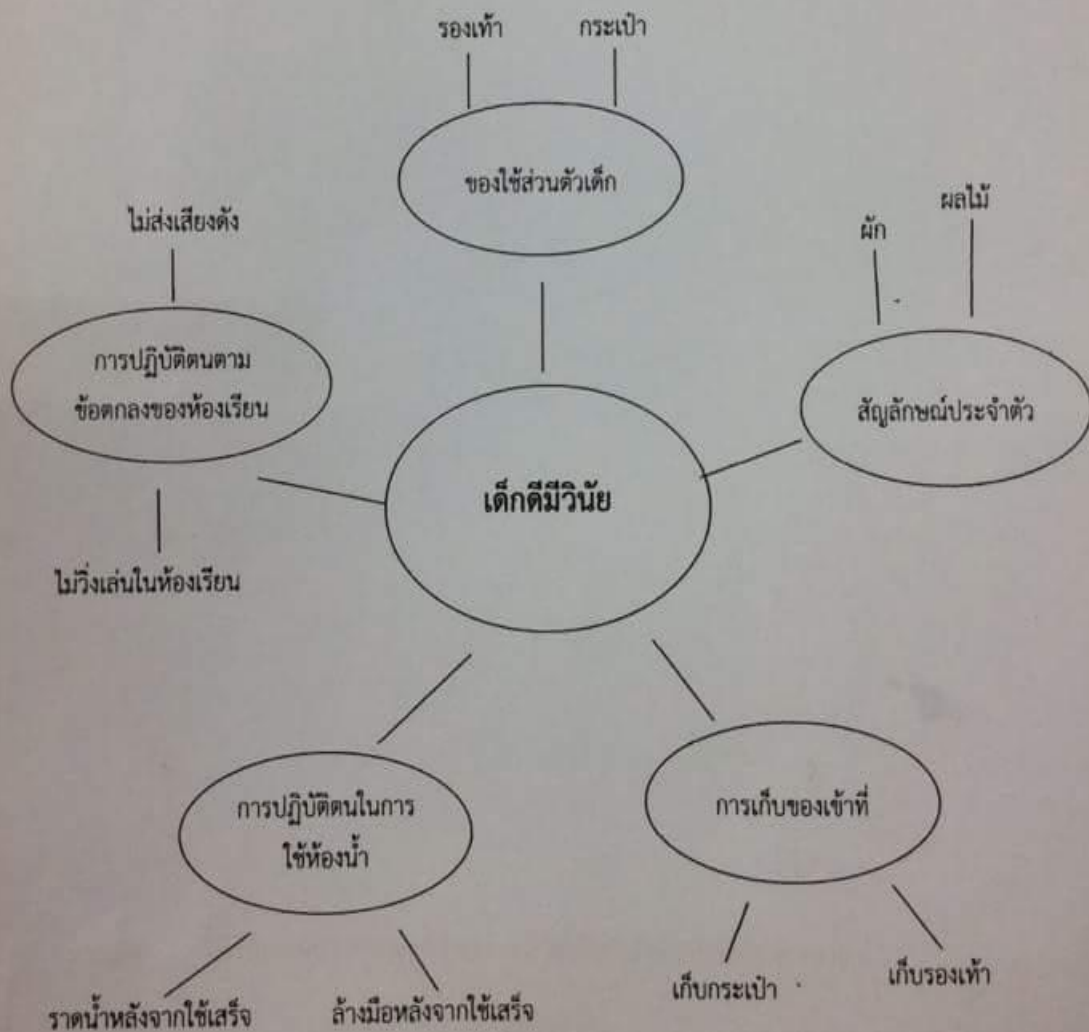 รองเท้า
กระเป๋า
ของใช้ส่วนตัวเด็ก
ผลไม้
ผัก
สัญลักษณ์ประจำตัว
ไม่ส่งเสียงดัง
การปฏิบัติตนตาม
ข้อตกลงของห้องเรียน
ไม่วิ่งเล่นในห้องเรียน
เด็กดีมีวินัย
การปฏิบัติตนในการ
ใช้ห้องน้ำ
ราดน้ำหลังจากใช้เสร็จ
ล้างมือหลังจากใช้เสร็จ
การเก็บของเข้าที่
เก็บกระเป๋า
เก็บรองเท้า